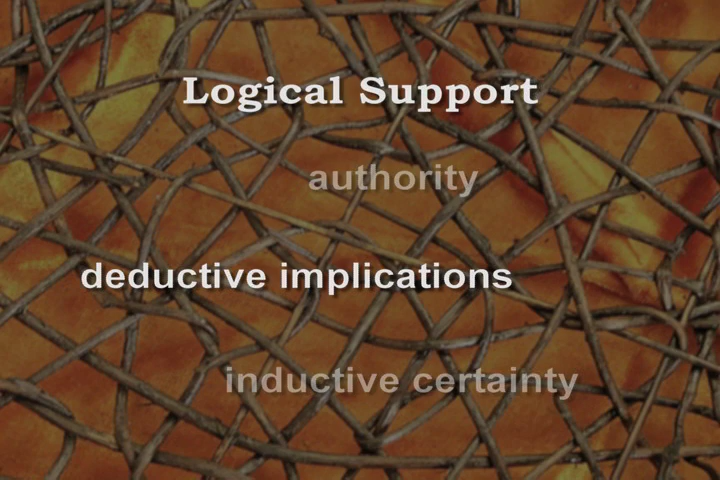 Logical Support
authority
deductive implications
inductive certainty